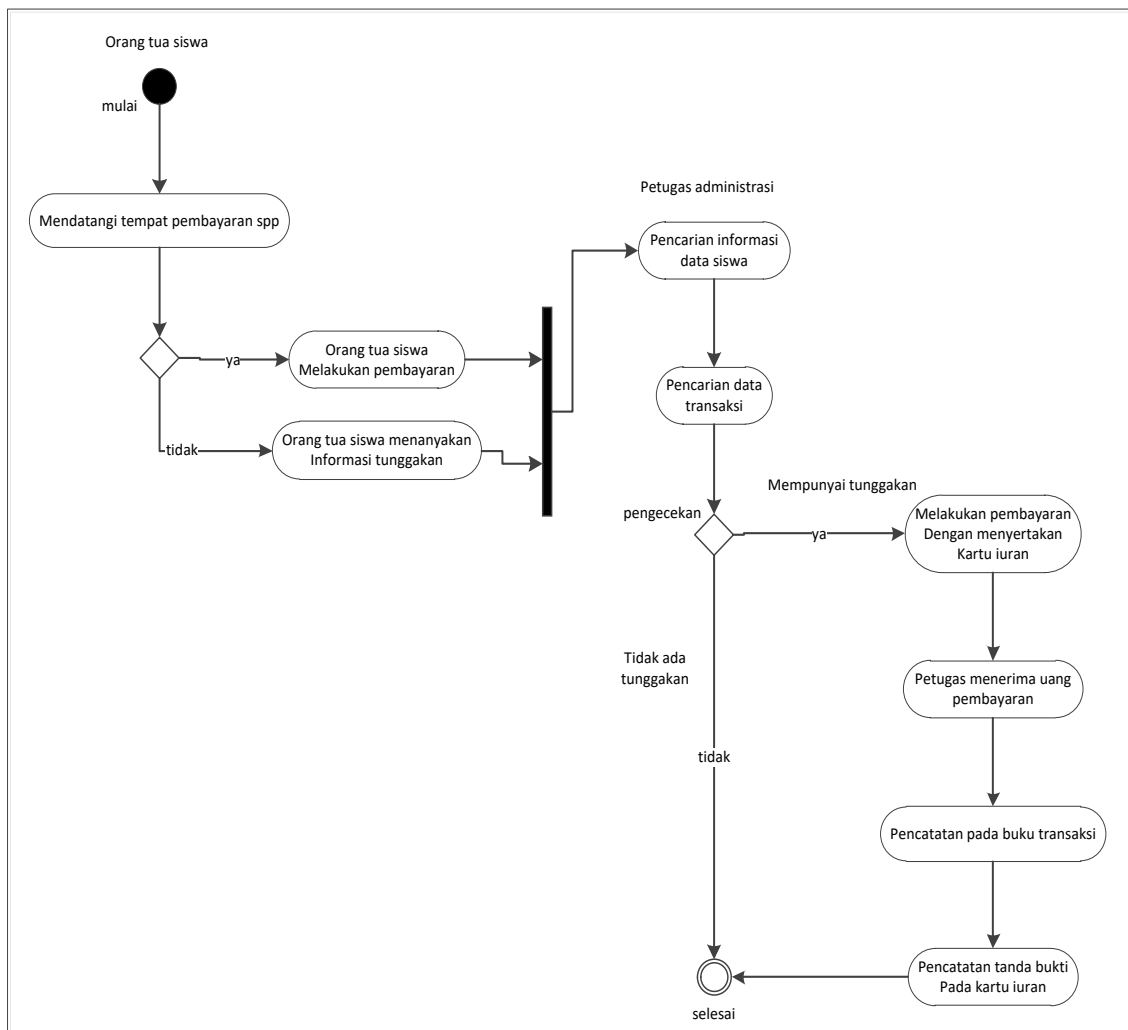 Orang tua siswa
mulai
Mendatangi tempat pembayaran spp
ya
Orang tua siswa
Melakukan pembayaran
tidak
Orang tua siswa menanyakan
Informasi tunggakan
Petugas administrasi
Pencarian informasi
data siswa
Pencarian data
transaksi
pengecekan
Mempunyai tunggakan
ya
Melakukan pembayaran
Dengan menyertakan
Kartu iuran
Petugas menerima uang
pembayaran
Pencatatan pada buku transaksi
Pencatatan tanda bukti
Pada kartu iuran
Tidak ada
tunggakan
tidak
selesai